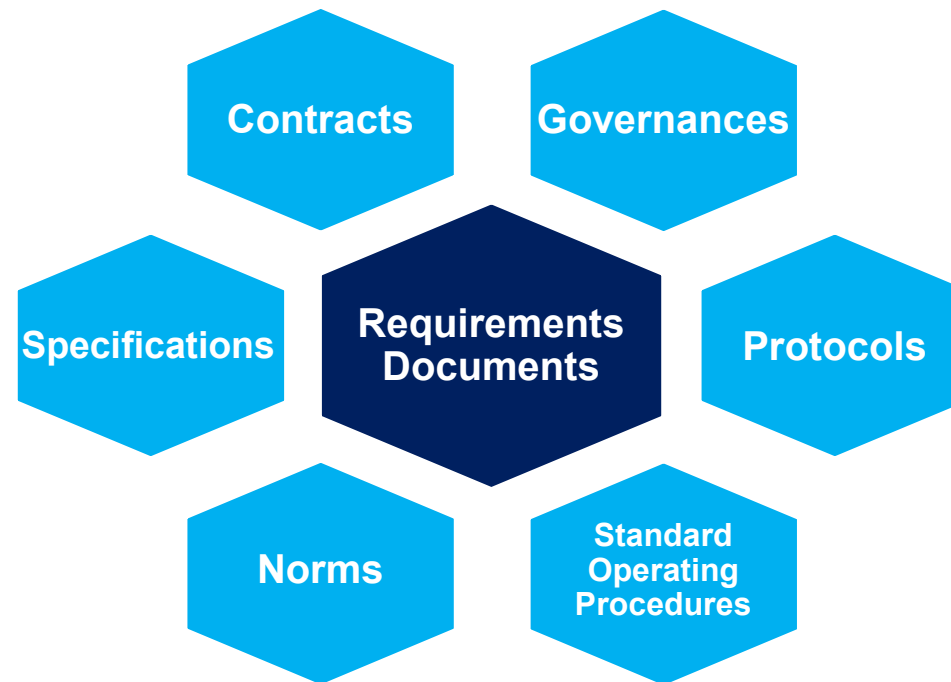 Contracts
Governances
Requirements
Documents
Specifications
Protocols
Norms
Standard
Operating
Procedures